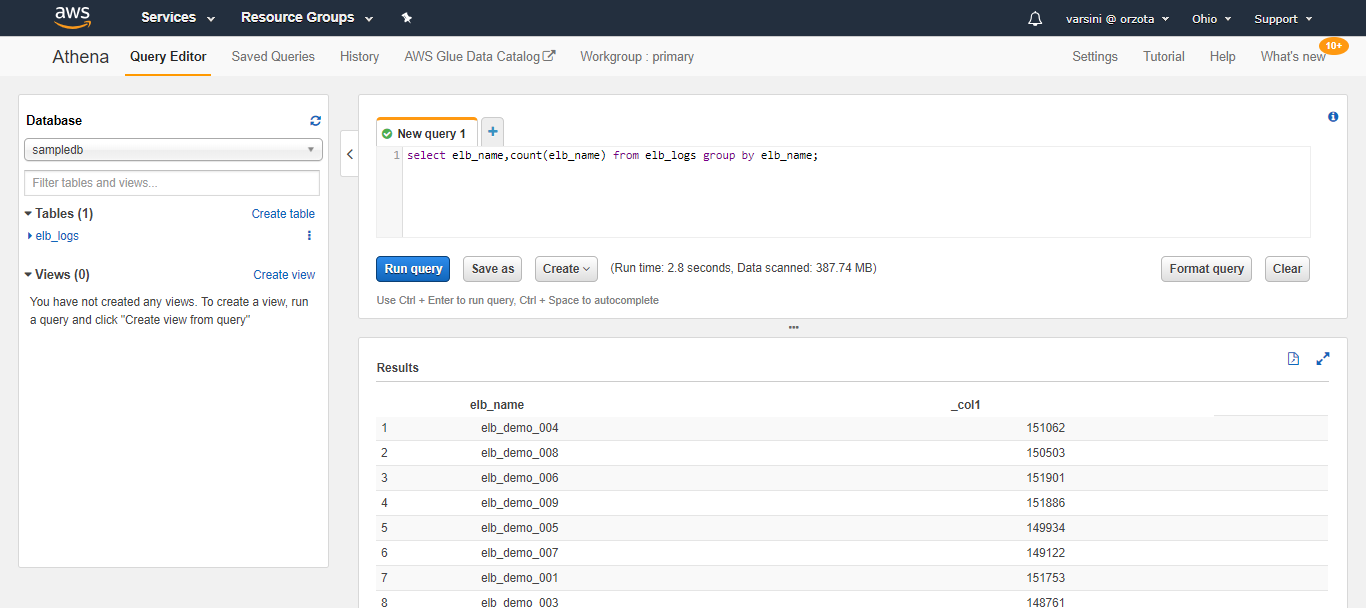 aws Services Resource Groups varsini @ orzota Ohio Support
Athena Query Editor Saved Queries History AWS Glue Data Catalog Workgroup : primary Settings Tutorial Help What's new 10+
Database
sampledb
Filter tables and views...
Tables (1) Create table
elb_logs
Views (0) Create view
You have not created any views. To create a view, run
a query and click "Create view from query"
New query 1
1 select elb_name,count(elb_name) from elb_logs group by elb_name;
Run query Save as Create (Run time: 2.8 seconds, Data scanned: 387.74 MB) Format query Clear
Use Ctrl + Enter to run query, Ctrl + Space to autocomplete
Results
elb_name _col1
1 elb_demo_004 151062
2 elb_demo_008 150503
3 elb_demo_006 151901
4 elb_demo_009 151886
5 elb_demo_005 149934
6 elb_demo_007 149122
7 elb_demo_001 151753
8 elb_demo_003 148761